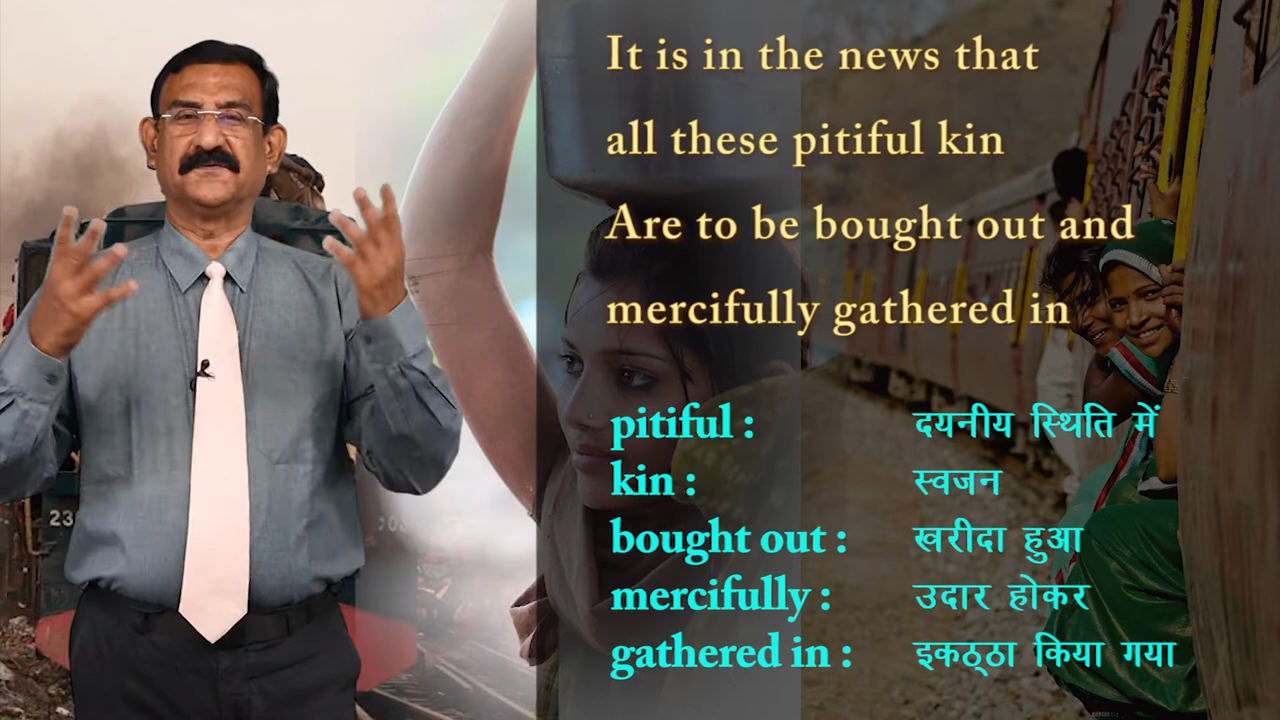 It is in the news that
all these pitiful kin
Are to be bought out and
mercifully gathered in
pitiful : दयनीय स्थिति में
kin : स्वजन
bought out : खरीदा हुआ
mercifully : उदार होकर
gathered in : इकठ्ठा किया गया
23